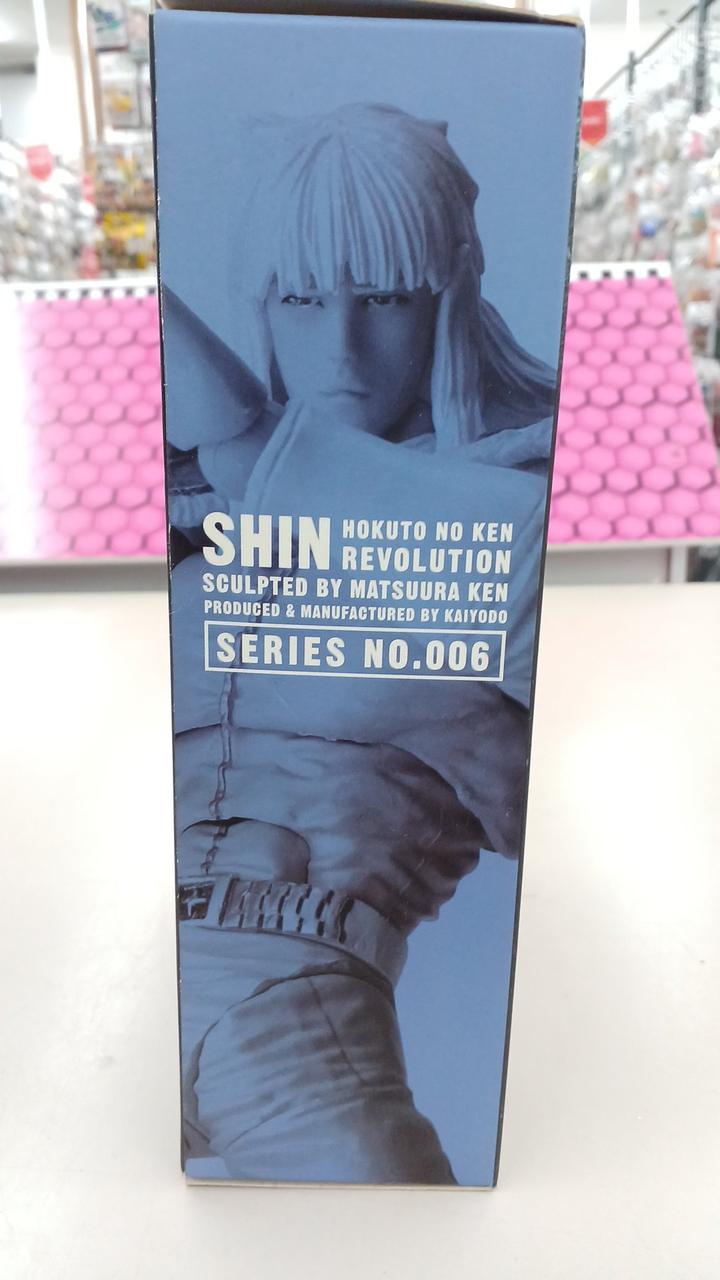 SHIN HOKUTO NO KEN
REVOLUTION
SCULPTED BY MATSUURA KEN
PRODUCED & MANUFACTURED BY KAIYODO
SERIES NO.006